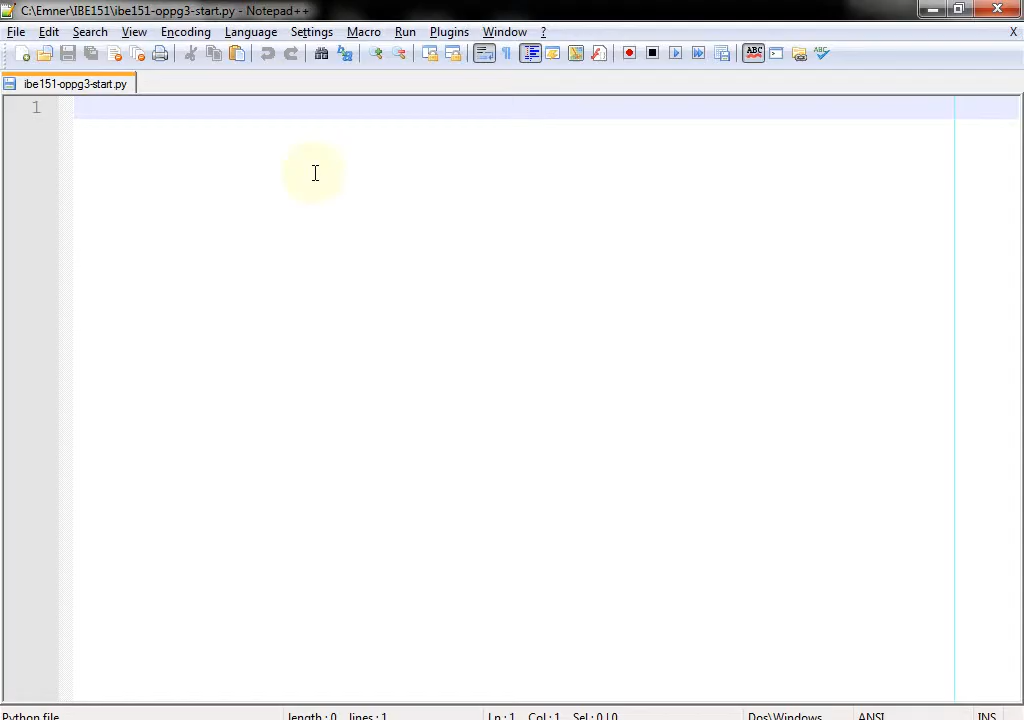 C:\Emner\IBE151\ibe151-oppg3-start.py - Notepad++
File Edit Search View Encoding Language Settings Macro Run Plugins Window ? X
ABC ABC
ibe151-oppg3-start.py
1
Python file length : 0 lines : 1 Ln : 1 Col : 1 Sel : 0 | 0 Dos\Windows ANSI INS